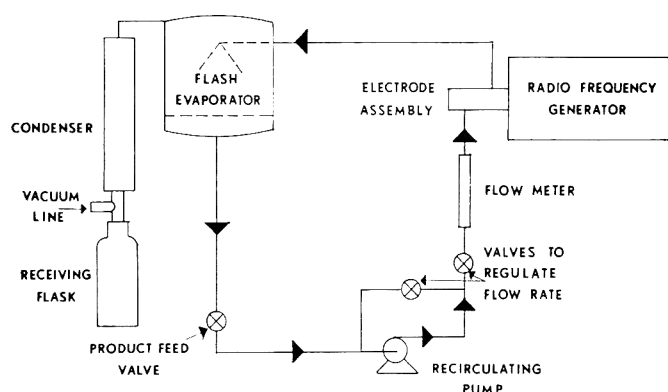 FLASH
EVAPORATOR
CONDENSER
VACUUM
LINE
RECEIVING
FLASK
ELECTRODE
ASSEMBLY
RADIO FREQUENCY
GENERATOR
FLOW METER
VALVES TO
REGULATE
FLOW RATE
PRODUCT FEED
VALVE
RECIRCULATING
PUMP